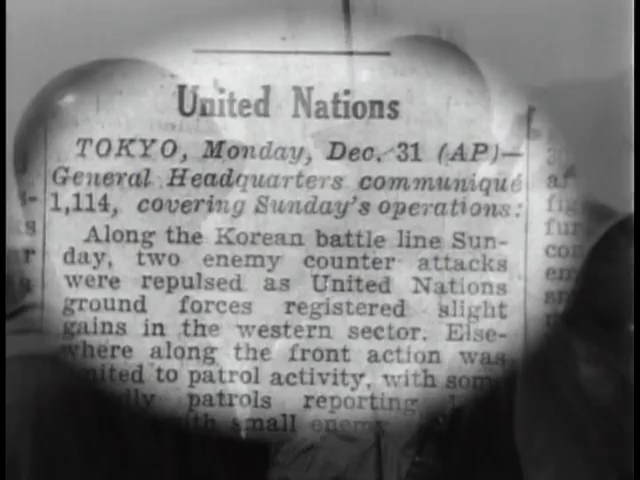 United Nations
TOKYO, Monday, Dec. 31 (AP)—
General Headquarters communiqué
1,114, covering Sunday's operations:
Along the Korean battle line Sun-
day, two enemy counter attacks
were repulsed as United Nations
ground forces registered slight
gains in the western sector. Else-
where along the front action was
to patrol activity, with
patrols reporting
small